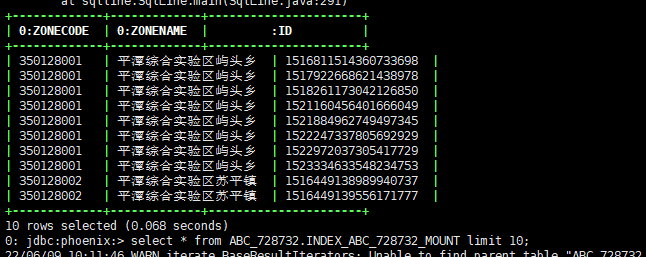 at sqlline.SqlLine.main(SqlLine.java:291)
+-------------+-------------+----------------------+
| 0:ZONECODE | 0:ZONENAME | :ID |
+-------------+-------------+----------------------+
| 350128001 | 平潭综合实验区屿头乡 | 1516811514360733698 |
| 350128001 | 平潭综合实验区屿头乡 | 1517922668621438978 |
| 350128001 | 平潭综合实验区屿头乡 | 1518261173042126850 |
| 350128001 | 平潭综合实验区屿头乡 | 1521160456401666049 |
| 350128001 | 平潭综合实验区屿头乡 | 1521884962749497345 |
| 350128001 | 平潭综合实验区屿头乡 | 1522247337805692929 |
| 350128001 | 平潭综合实验区屿头乡 | 1522972037305417729 |
| 350128001 | 平潭综合实验区屿头乡 | 1523334633548234753 |
| 350128002 | 平潭综合实验区苏平镇 | 1516449138989940737 |
| 350128002 | 平潭综合实验区苏平镇 | 1516449139556171777 |
+-------------+-------------+----------------------+
10 rows selected (0.068 seconds)
0: jdbc:phoenix:> select * from ABC_728732.INDEX_ABC_728732_MOUNT limit 10;
22/06/09 10:11:46 WARN iterate.BaseResultIterators: Unable to find parent table "ABC_728732